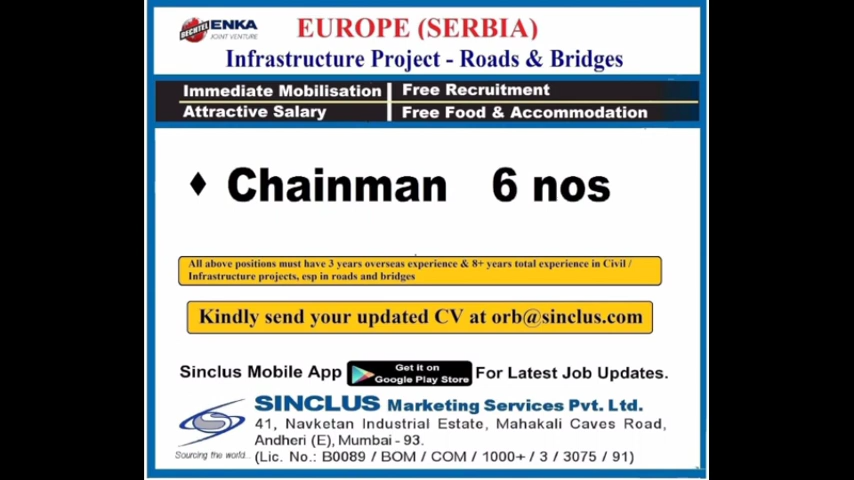 BECHTEL ENKA
JOINT VENTURE
EUROPE (SERBIA)
Infrastructure Project - Roads & Bridges
Immediate Mobilisation
Free Recruitment
Attractive Salary
Free Food & Accommodation
♦ Chainman 6 nos
All above positions must have 3 years overseas experience & 8+ years total experience in Civil /
Infrastructure projects, esp in roads and bridges
Kindly send your updated CV at orb@sinclus.com
Sinclus Mobile App
Get it on
Google Play Store
For Latest Job Updates.
SINCLUS Marketing Services Pvt. Ltd.
41, Navketan Industrial Estate, Mahakali Caves Road,
Andheri (E), Mumbai - 93.
Sourcing the world...
(Lic. No.: B0089 / BOM / COM / 1000+ / 3 / 3075 / 91)